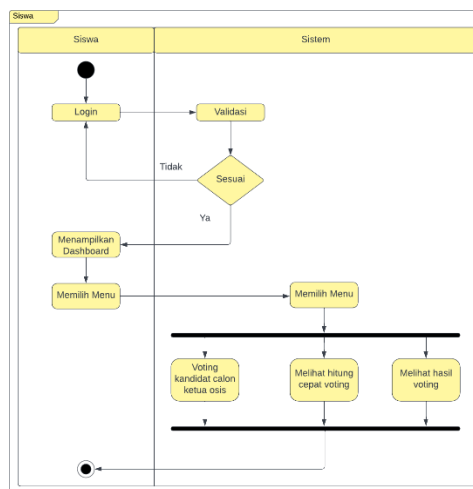 Siswa
Siswa
Sistem
Login
Validasi
Tidak
Sesuai
Ya
Menampilkan
Dashboard
Memilih Menu
Memilih Menu
Voting
kandidat calon
ketua osis
Melihat hitung
cepat voting
Melihat hasil
voting